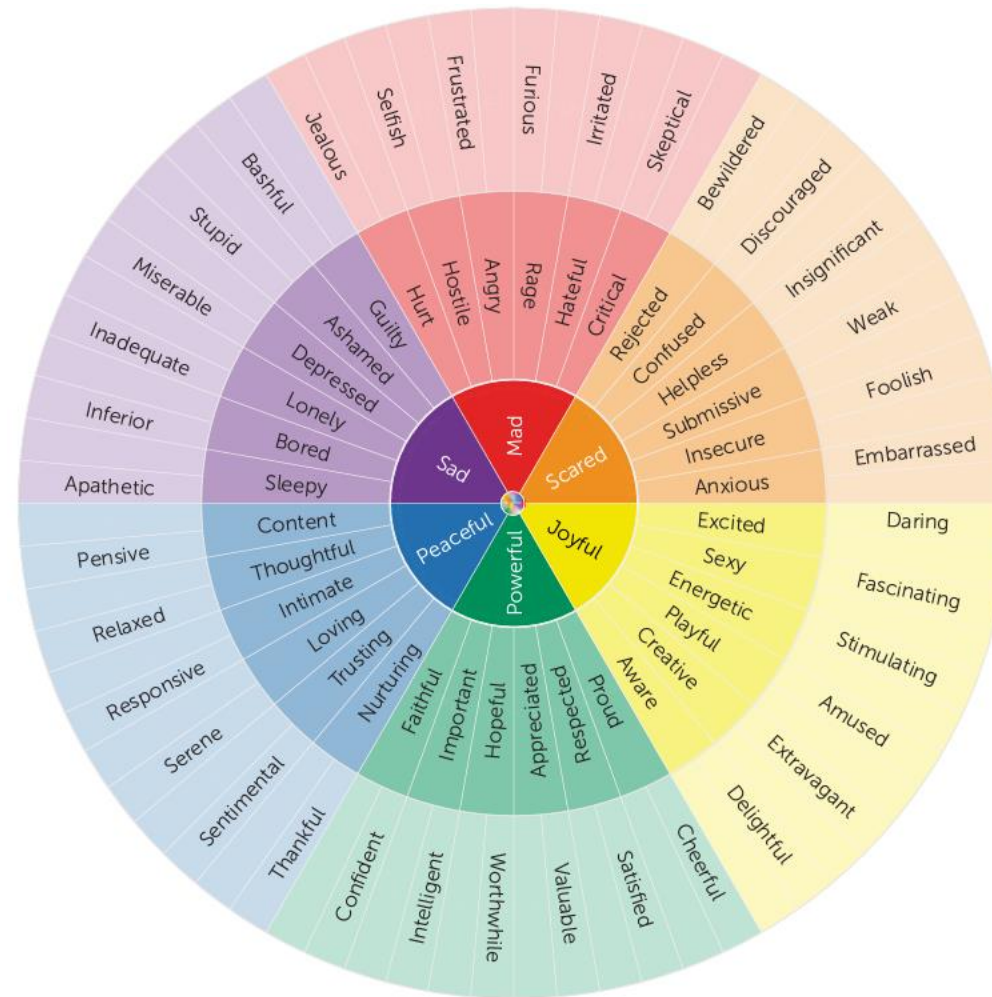 Mad
Scared
Joyful
Powerful
Peaceful
Sad
Hurt
Hostile
Angry
Rage
Hateful
Critical
Rejected
Confused
Helpless
Submissive
Insecure
Anxious
Excited
Sexy
Energetic
Playful
Creative
Aware
Proud
Respected
Appreciated
Hopeful
Important
Faithful
Nurturing
Trusting
Loving
Intimate
Thoughtful
Content
Sleepy
Bored
Lonely
Depressed
Ashamed
Guilty
Jealous
Selfish
Frustrated
Furious
Irritated
Skeptical
Bewildered
Discouraged
Insignificant
Weak
Foolish
Embarrassed
Daring
Fascinating
Stimulating
Amused
Extravagant
Delightful
Cheerful
Satisfied
Valuable
Worthwhile
Intelligent
Confident
Thankful
Sentimental
Serene
Responsive
Relaxed
Pensive
Apathetic
Inferior
Inadequate
Miserable
Stupid
Bashful